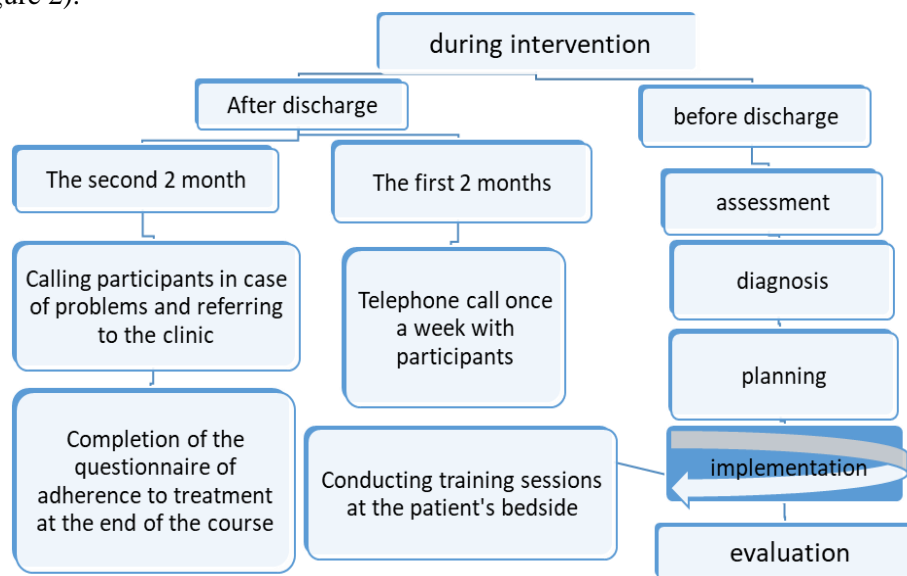 gure 2).
during intervention
After discharge
before discharge
The second 2 month
The first 2 months
assessment
Calling participants in case
of problems and referring
to the clinic
Telephone call once
a week with
participants
diagnosis
planning
Completion of the
questionnaire of
adherence to treatment
at the end of the course
Conducting training sessions
at the patient's bedside
implementation
evaluation